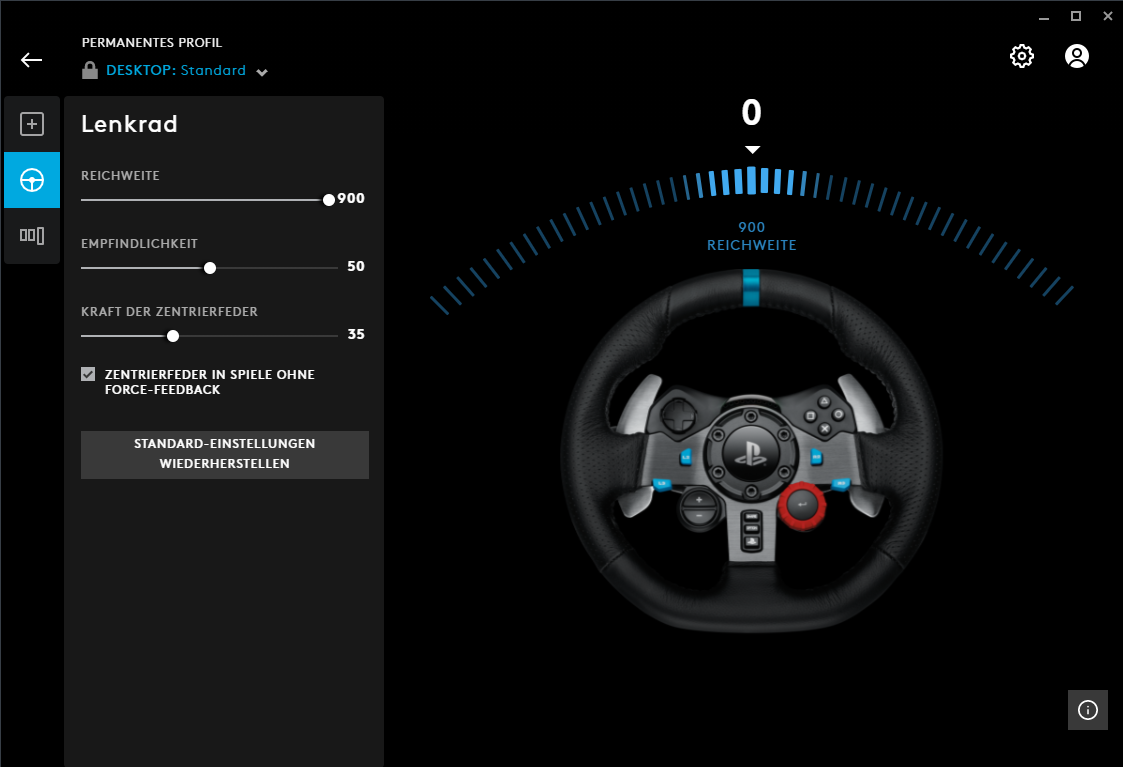 PERMANENTES PROFIL
DESKTOP: Standard
Lenkrad
REICHWEITE
900
EMPFINDLICHKEIT
50
KRAFT DER ZENTRIERFEDER
35
ZENTRIERFEDER IN SPIELE OHNE
FORCE-FEEDBACK
STANDARD-EINSTELLUNGEN
WIEDERHERSTELLEN
0
900
REICHWEITE